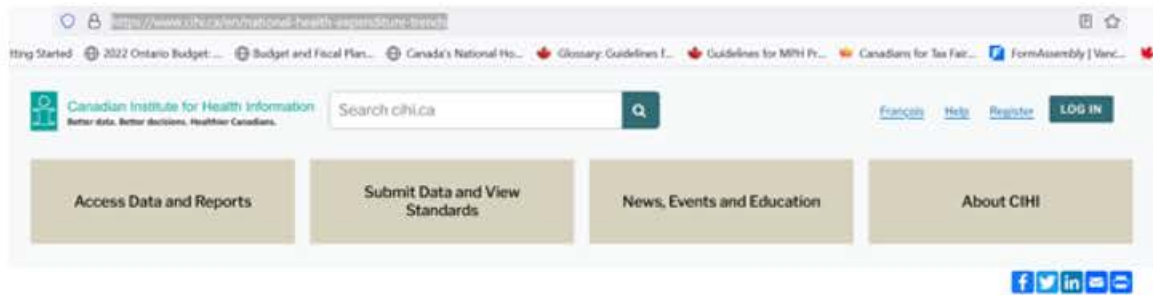 https://www.cihi.ca/en/national-health-expenditure-trends
tting Started 2022 Ontario Budget: ... Budget and Fiscal Plan... Canada's National Ho... Glossary: Guidelines f... Guidelines for MPH Pr... Canadians for Tax Fair... FormAssembly | Vanc...
Canadian Institute for Health Information
Better data. Better decisions. Healthier Canadians.
Search cihi.ca
Français Help Register LOG IN
Access Data and Reports
Submit Data and View
Standards
News, Events and Education
About CIHI